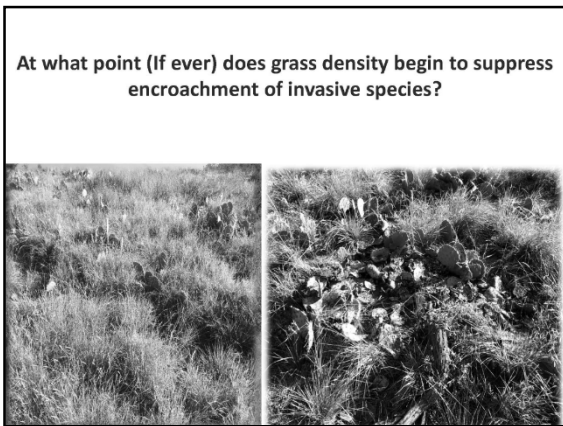 At what point (If ever) does grass density begin to suppress
encroachment of invasive species?